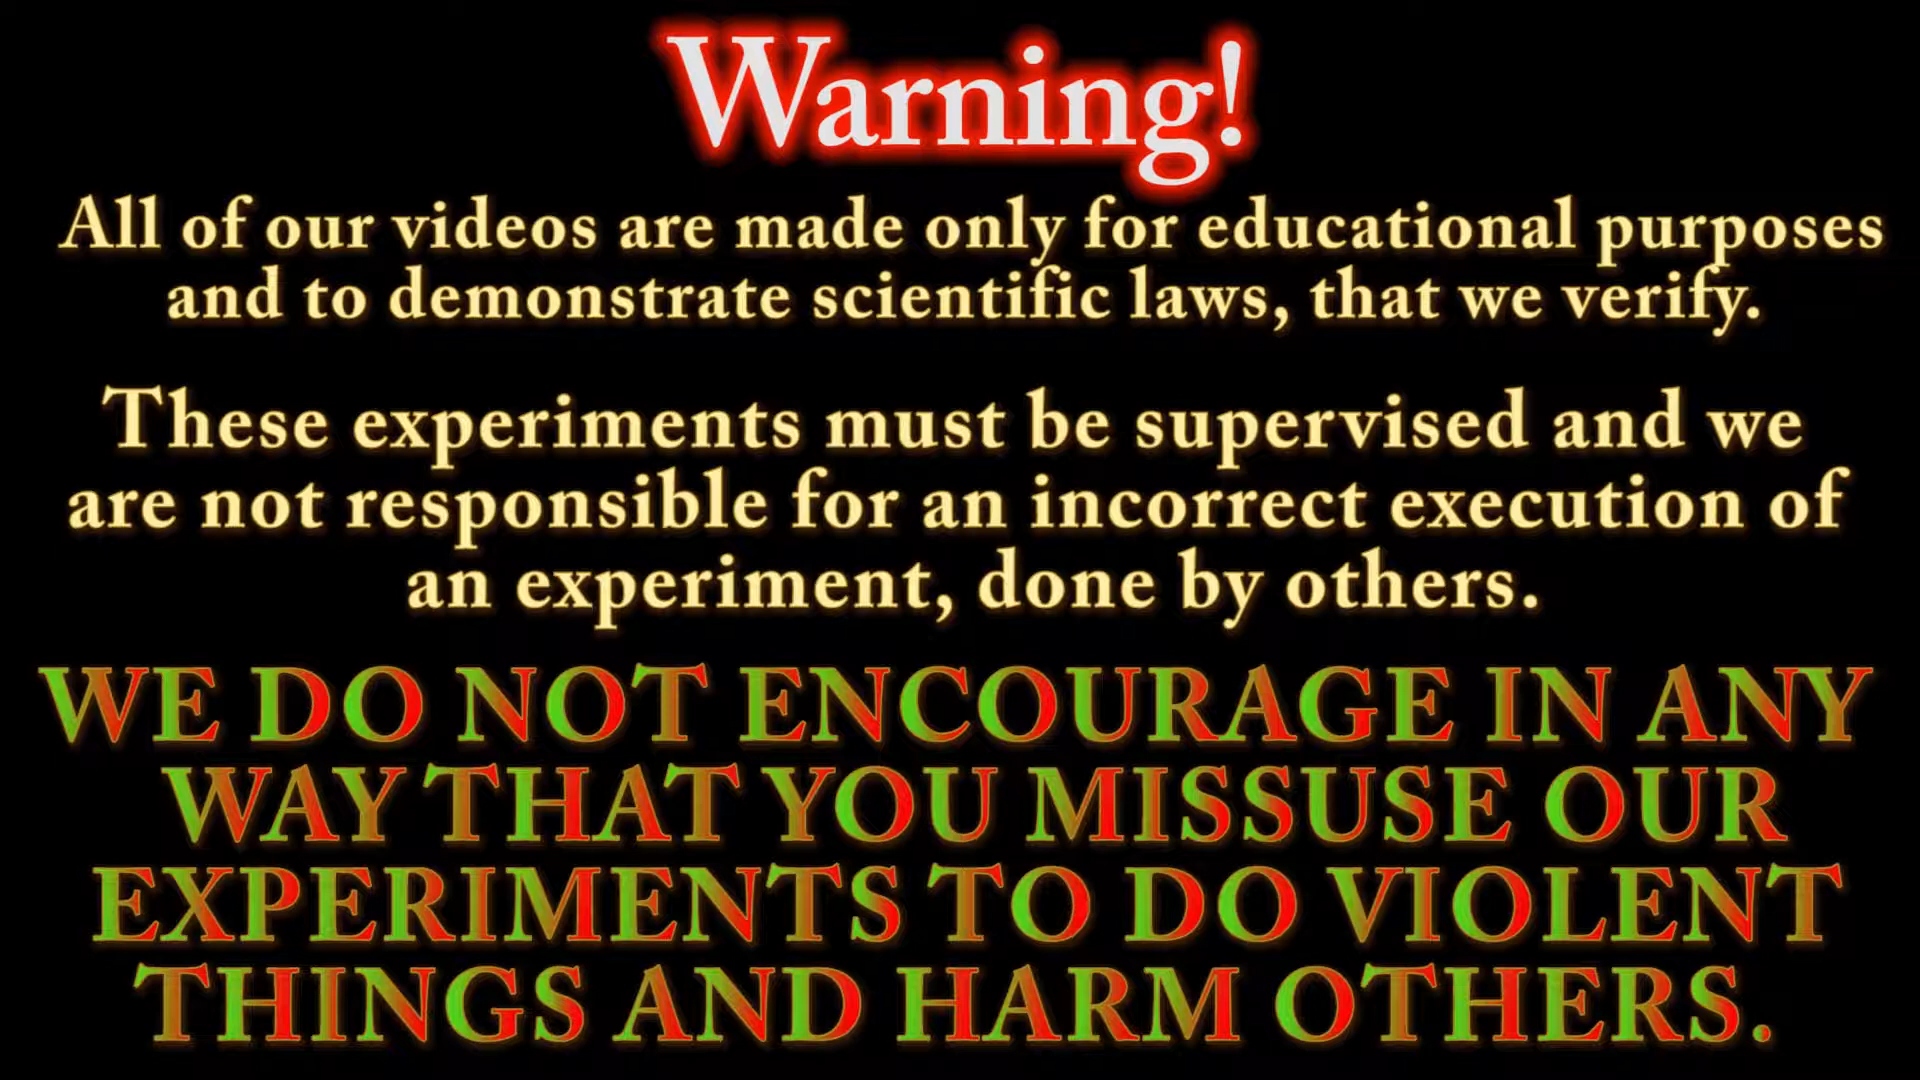 Warning!
All of our videos are made only for educational purposes
and to demonstrate scientific laws, that we verify.
These experiments must be supervised and we
are not responsible for an incorrect execution of
an experiment, done by others.
WE DO NOT ENCOURAGE IN ANY
WAY THAT YOU MISSUSE OUR
EXPERIMENTS TO DO VIOLENT
THINGS AND HARM OTHERS.